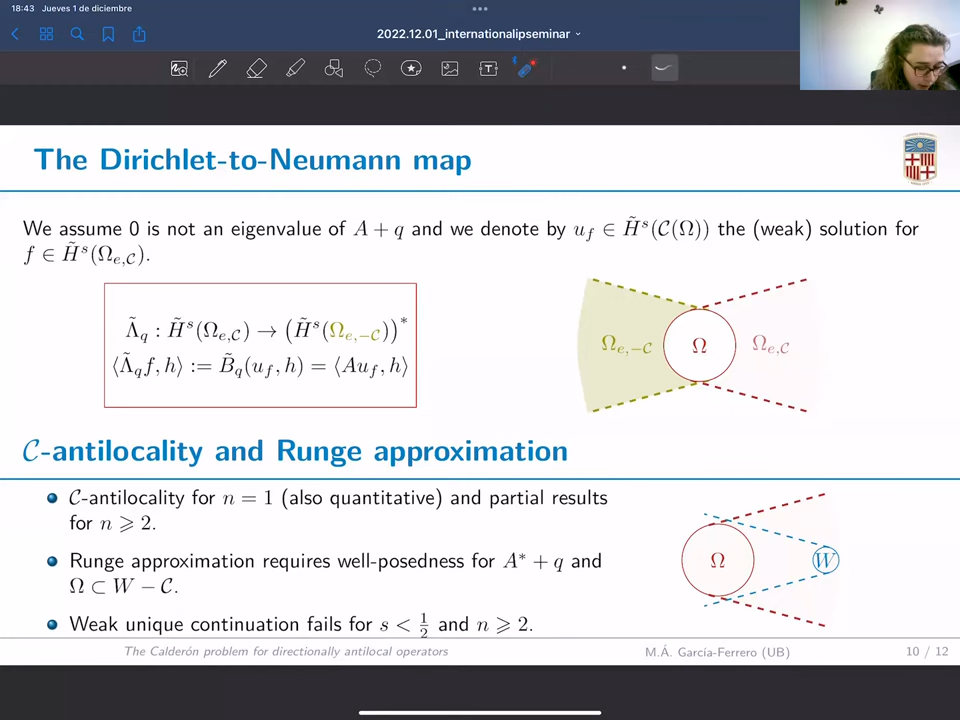 18:43 Jueves 1 de diciembre
2022.12.01_internationalipseminar
T
The Dirichlet-to-Neumann map
We assume 0 is not an eigenvalue of A + q and we denote by u_f ∈ H̃^s(𝒞(Ω)) the (weak) solution for
f ∈ H̃^s(Ω_{e,𝒞}).
Λ̃_q : H̃^s(Ω_{e,𝒞}) → (H̃^s(Ω_{e,−𝒞}))^*
⟨Λ̃_q f, h⟩ := B̃_q(u_f, h) = ⟨Au_f, h⟩
Ω_{e,−𝒞} Ω Ω_{e,𝒞}
𝒞-antilocality and Runge approximation
𝒞-antilocality for n = 1 (also quantitative) and partial results
for n ⩾ 2.
Runge approximation requires well-posedness for A* + q and
Ω ⊂ W − 𝒞.
Weak unique continuation fails for s < 1/2 and n ⩾ 2.
Ω W
The Calderón problem for directionally antilocal operators M.Á. García-Ferrero (UB) 10 / 12